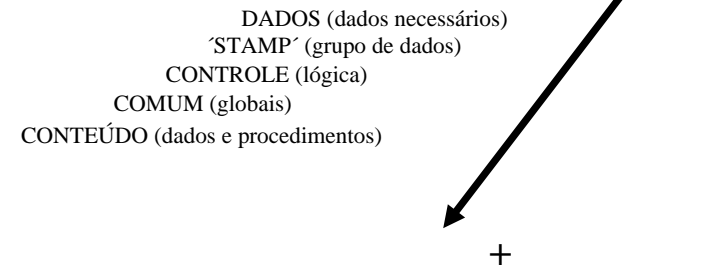 DADOS (dados necessários)
´STAMP´ (grupo de dados)
CONTROLE (lógica)
COMUM (globais)
CONTEÚDO (dados e procedimentos)
+